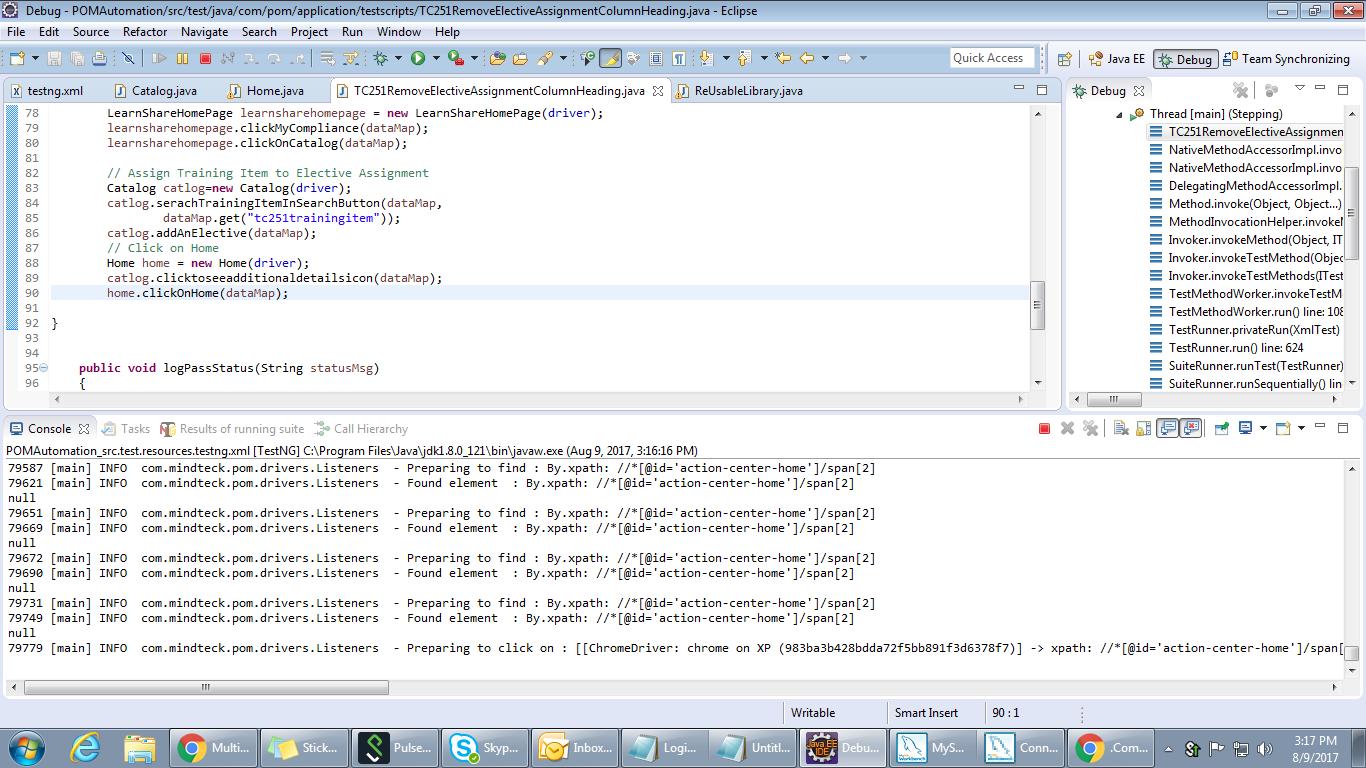 Debug - POMAutomation/src/test/java/com/pom/application/testscripts/TC251RemoveElectiveAssignmentColumnHeading.java - Eclipse
File Edit Source Refactor Navigate Search Project Run Window Help
Quick Access Java EE Debug Team Synchronizing
testng.xml Catalog.java Home.java TC251RemoveElectiveAssignmentColumnHeading.java ReUsableLibrary.java
78 LearnShareHomePage learnsharehomepage = new LearnShareHomePage(driver);
79 learnsharehomepage.clickMyCompliance(dataMap);
80 learnsharehomepage.clickOnCatalog(dataMap);
81
82 // Assign Training Item to Elective Assignment
83 Catalog catlog=new Catalog(driver);
84 catlog.serachTrainingItemInSearchButton(dataMap,
85 dataMap.get("tc251trainingitem"));
86 catlog.addAnElective(dataMap);
87 // Click on Home
88 Home home = new Home(driver);
89 catlog.clicktoseeadditionaldetailsicon(dataMap);
90 home.clickOnHome(dataMap);
91
92 }
93
94
95 public void logPassStatus(String statusMsg)
96 {
Debug
Thread [main] (Stepping)
TC251RemoveElectiveAssignmen
NativeMethodAccessorImpl.invo
NativeMethodAccessorImpl.invo
DelegatingMethodAccessorImpl.
Method.invoke(Object, Object...)
MethodInvocationHelper.invokeM
Invoker.invokeMethod(Object, IT
Invoker.invokeTestMethod(Objec
Invoker.invokeTestMethods(ITest
TestMethodWorker.invokeTestM
TestMethodWorker.run() line: 108
TestRunner.privateRun(XmlTest)
TestRunner.run() line: 624
SuiteRunner.runTest(TestRunner)
SuiteRunner.runSequentially() lin
Console Tasks Results of running suite Call Hierarchy
POMAutomation_src.test.resources.testng.xml [TestNG] C:\Program Files\Java\jdk1.8.0_121\bin\javaw.exe (Aug 9, 2017, 3:16:16 PM)
79587 [main] INFO com.mindteck.pom.drivers.Listeners - Preparing to find : By.xpath: //*[@id='action-center-home']/span[2]
79621 [main] INFO com.mindteck.pom.drivers.Listeners - Found element : By.xpath: //*[@id='action-center-home']/span[2]
null
79651 [main] INFO com.mindteck.pom.drivers.Listeners - Preparing to find : By.xpath: //*[@id='action-center-home']/span[2]
79669 [main] INFO com.mindteck.pom.drivers.Listeners - Found element : By.xpath: //*[@id='action-center-home']/span[2]
null
79672 [main] INFO com.mindteck.pom.drivers.Listeners - Preparing to find : By.xpath: //*[@id='action-center-home']/span[2]
79690 [main] INFO com.mindteck.pom.drivers.Listeners - Found element : By.xpath: //*[@id='action-center-home']/span[2]
null
79731 [main] INFO com.mindteck.pom.drivers.Listeners - Preparing to find : By.xpath: //*[@id='action-center-home']/span[2]
79749 [main] INFO com.mindteck.pom.drivers.Listeners - Found element : By.xpath: //*[@id='action-center-home']/span[2]
null
79779 [main] INFO com.mindteck.pom.drivers.Listeners - Preparing to click on : [[ChromeDriver: chrome on XP (983ba3b428bdda72f5bb891f3d6378f7)] -> xpath: //*[@id='action-center-home']/span[
Writable Smart Insert 90 : 1
Multi... Stick... Pulse... Skyp... Inbox... Logi... Untitl... Debu... MyS... Conn... .Com...
3:17 PM
8/9/2017